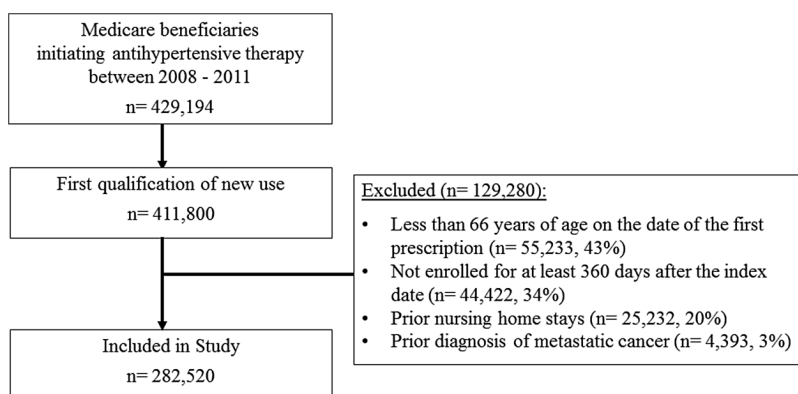 Medicare beneficiaries
initiating antihypertensive therapy
between 2008 - 2011
n= 429,194
First qualification of new use
n= 411,800
Excluded (n= 129,280):
• Less than 66 years of age on the date of the first
prescription (n= 55,233, 43%)
• Not enrolled for at least 360 days after the index
date (n= 44,422, 34%)
• Prior nursing home stays (n= 25,232, 20%)
• Prior diagnosis of metastatic cancer (n= 4,393, 3%)
Included in Study
n= 282,520